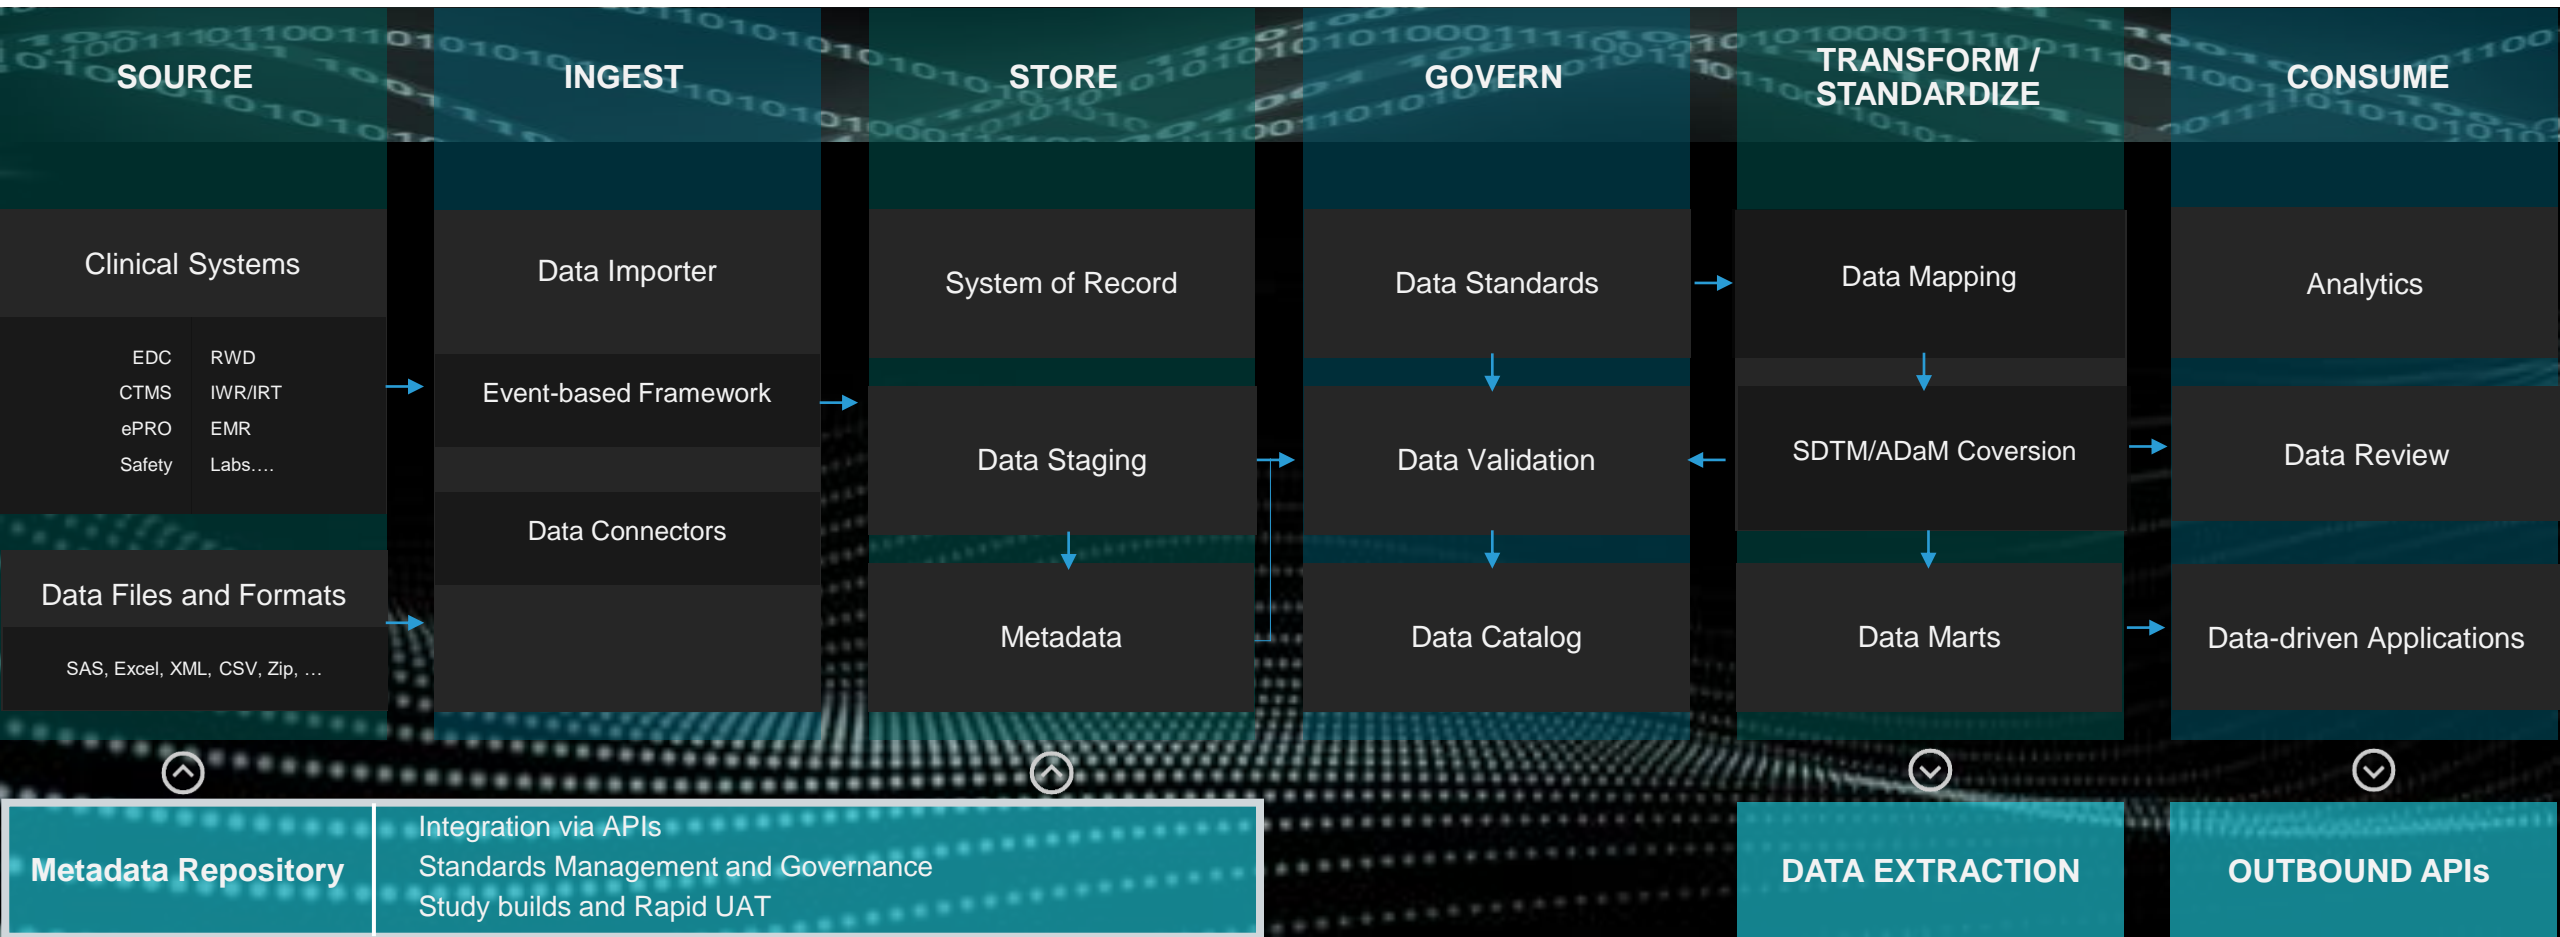 SOURCE
INGEST
STORE
GOVERN
TRANSFORM /
STANDARDIZE
CONSUME
Clinical Systems
EDC
RWD
CTMS
IWR/IRT
ePRO
EMR
Safety
Labs....
Data Files and Formats
SAS, Excel, XML, CSV, Zip, ...
Data Importer
Event-based Framework
Data Connectors
System of Record
Data Staging
Metadata
Data Standards
Data Validation
Data Catalog
Data Mapping
SDTM/ADaM Coversion
Data Marts
Analytics
Data Review
Data-driven Applications
Metadata Repository
Integration via APIs
Standards Management and Governance
Study builds and Rapid UAT
DATA EXTRACTION
OUTBOUND APIs